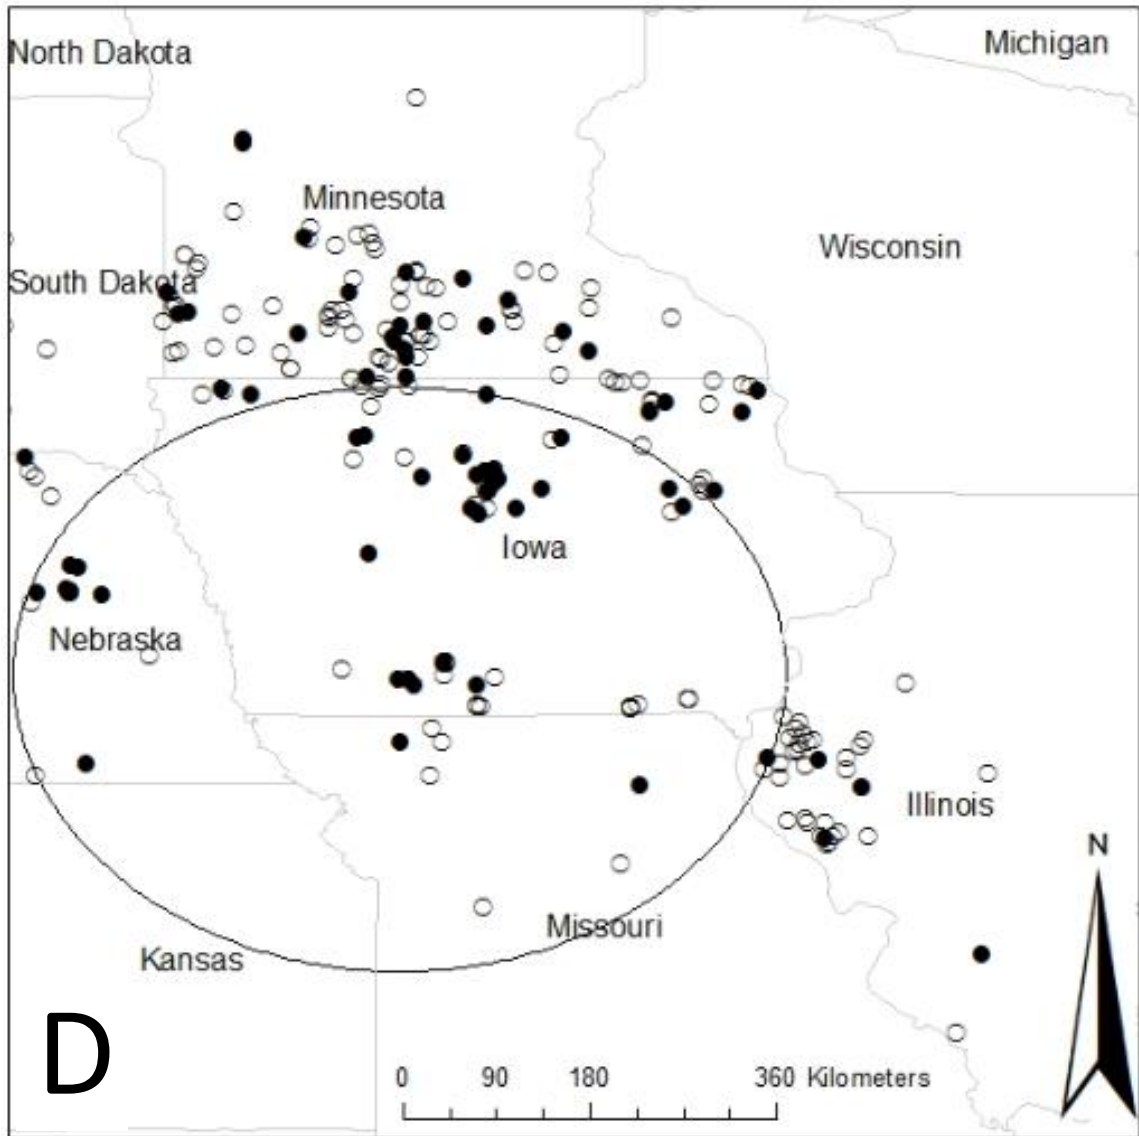 North Dakota
Michigan
Minnesota
Wisconsin
South Dakota
Iowa
Nebraska
Illinois
N
Missouri
Kansas
D
0 90 180 360 Kilometers